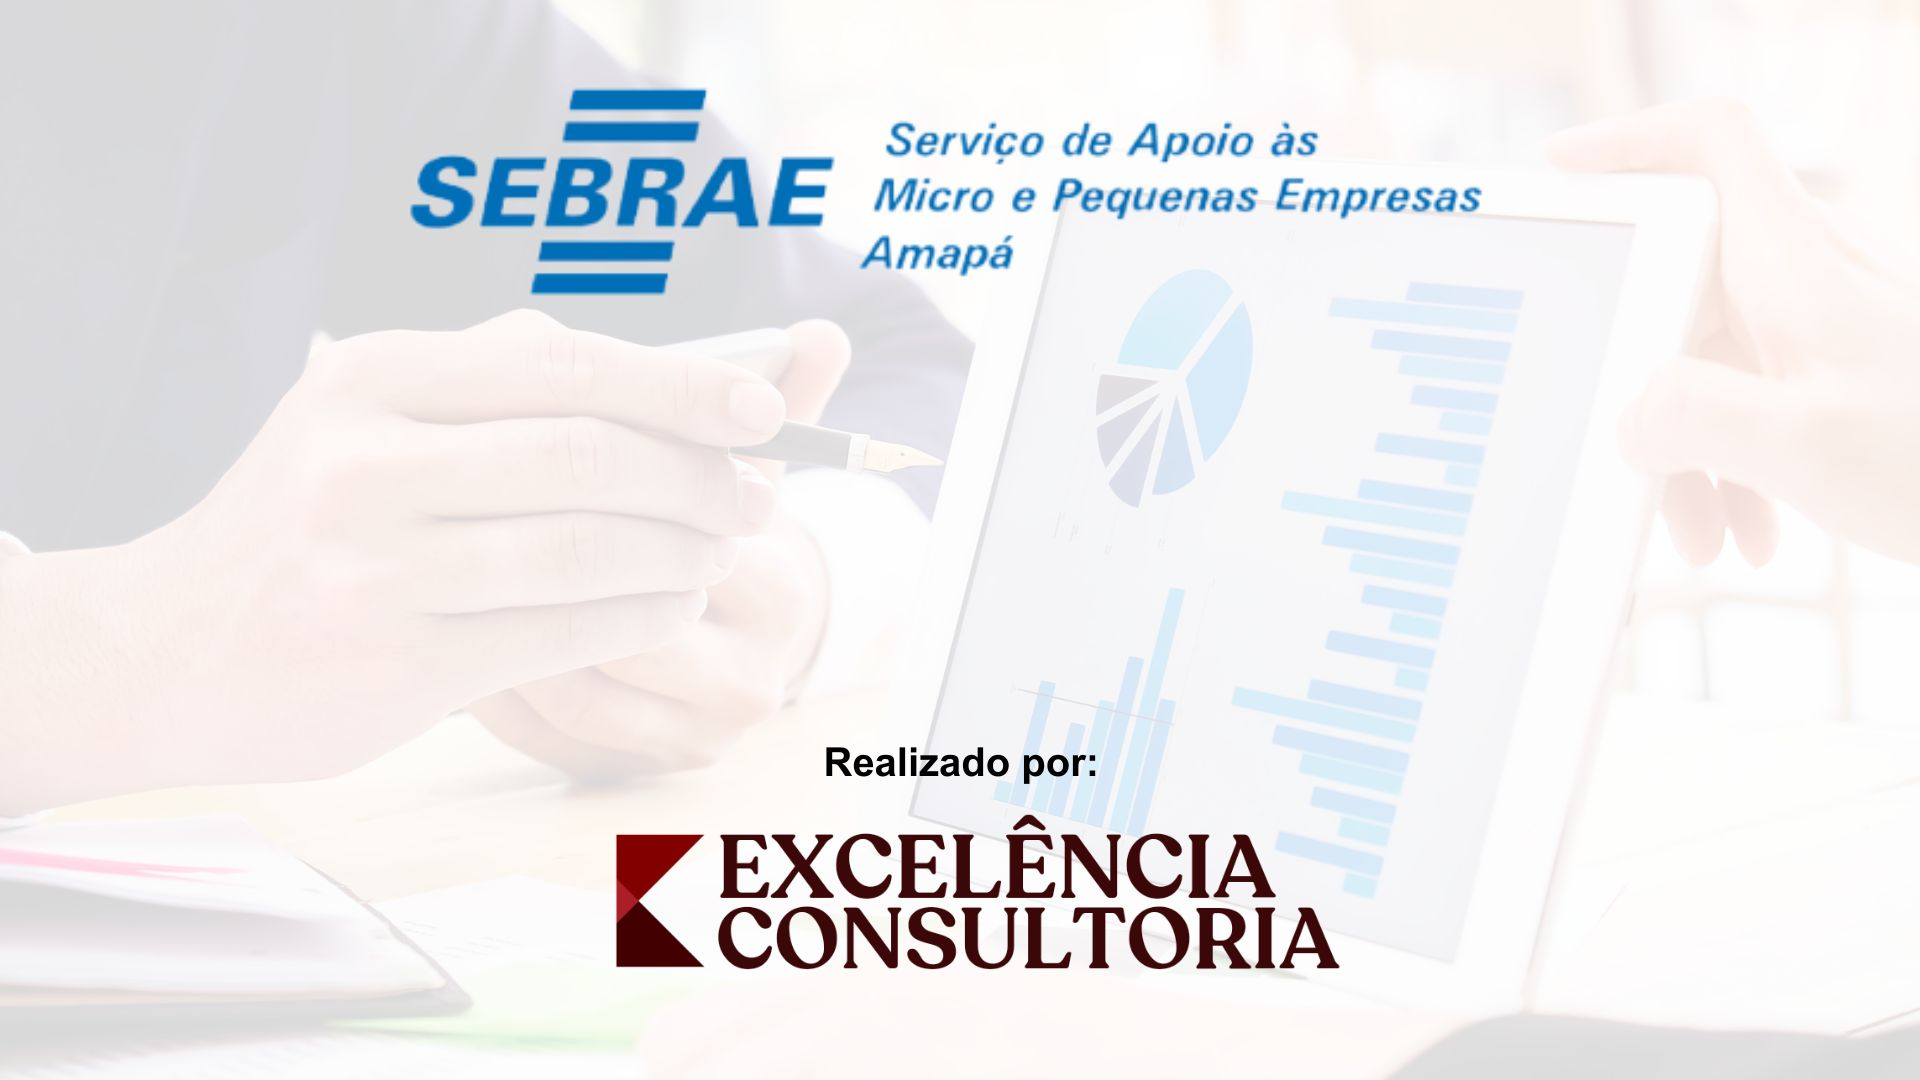 SEBRAE
Serviço de Apoio às
Micro e Pequenas Empresas
Amapá
Realizado por:
EXCELÊNCIA
CONSULTORIA